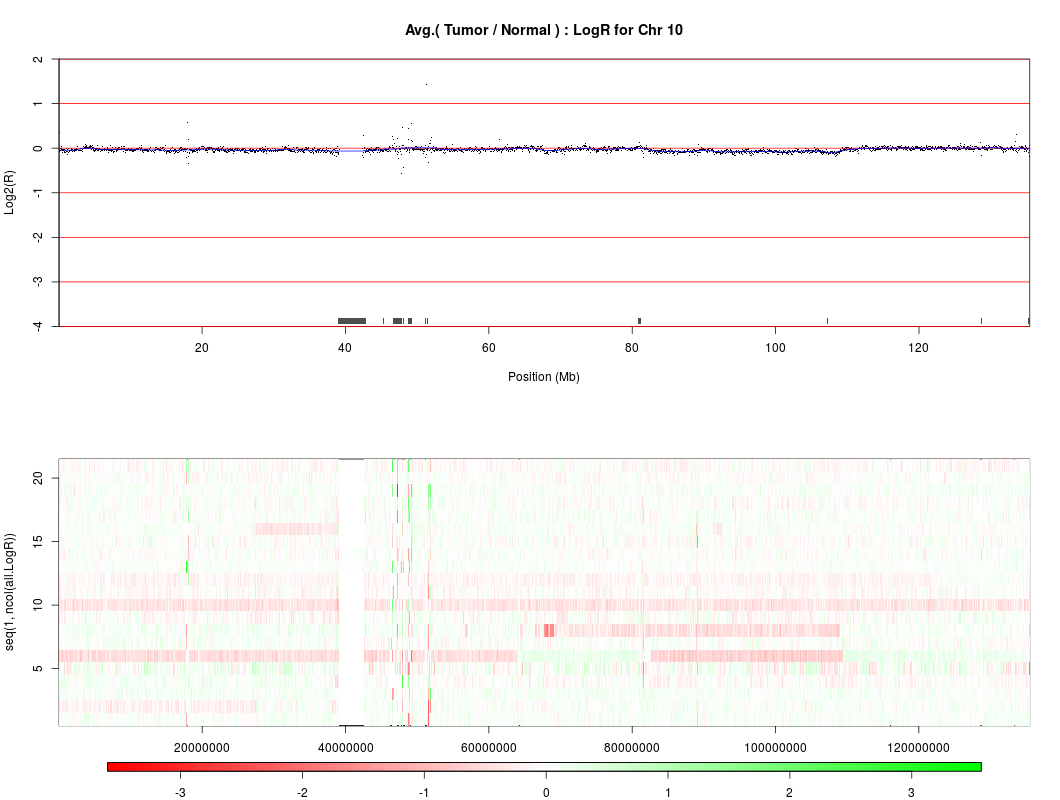 Avg.( Tumor / Normal ) : LogR for Chr 10
2
1
0
-1
-2
-3
-4
Log2(R)
20 40 60 80 100 120
Position (Mb)
20
15
10
5
seq(1, ncol(all.LogR))
20000000 40000000 60000000 80000000 100000000 120000000
-3 -2 -1 0 1 2 3